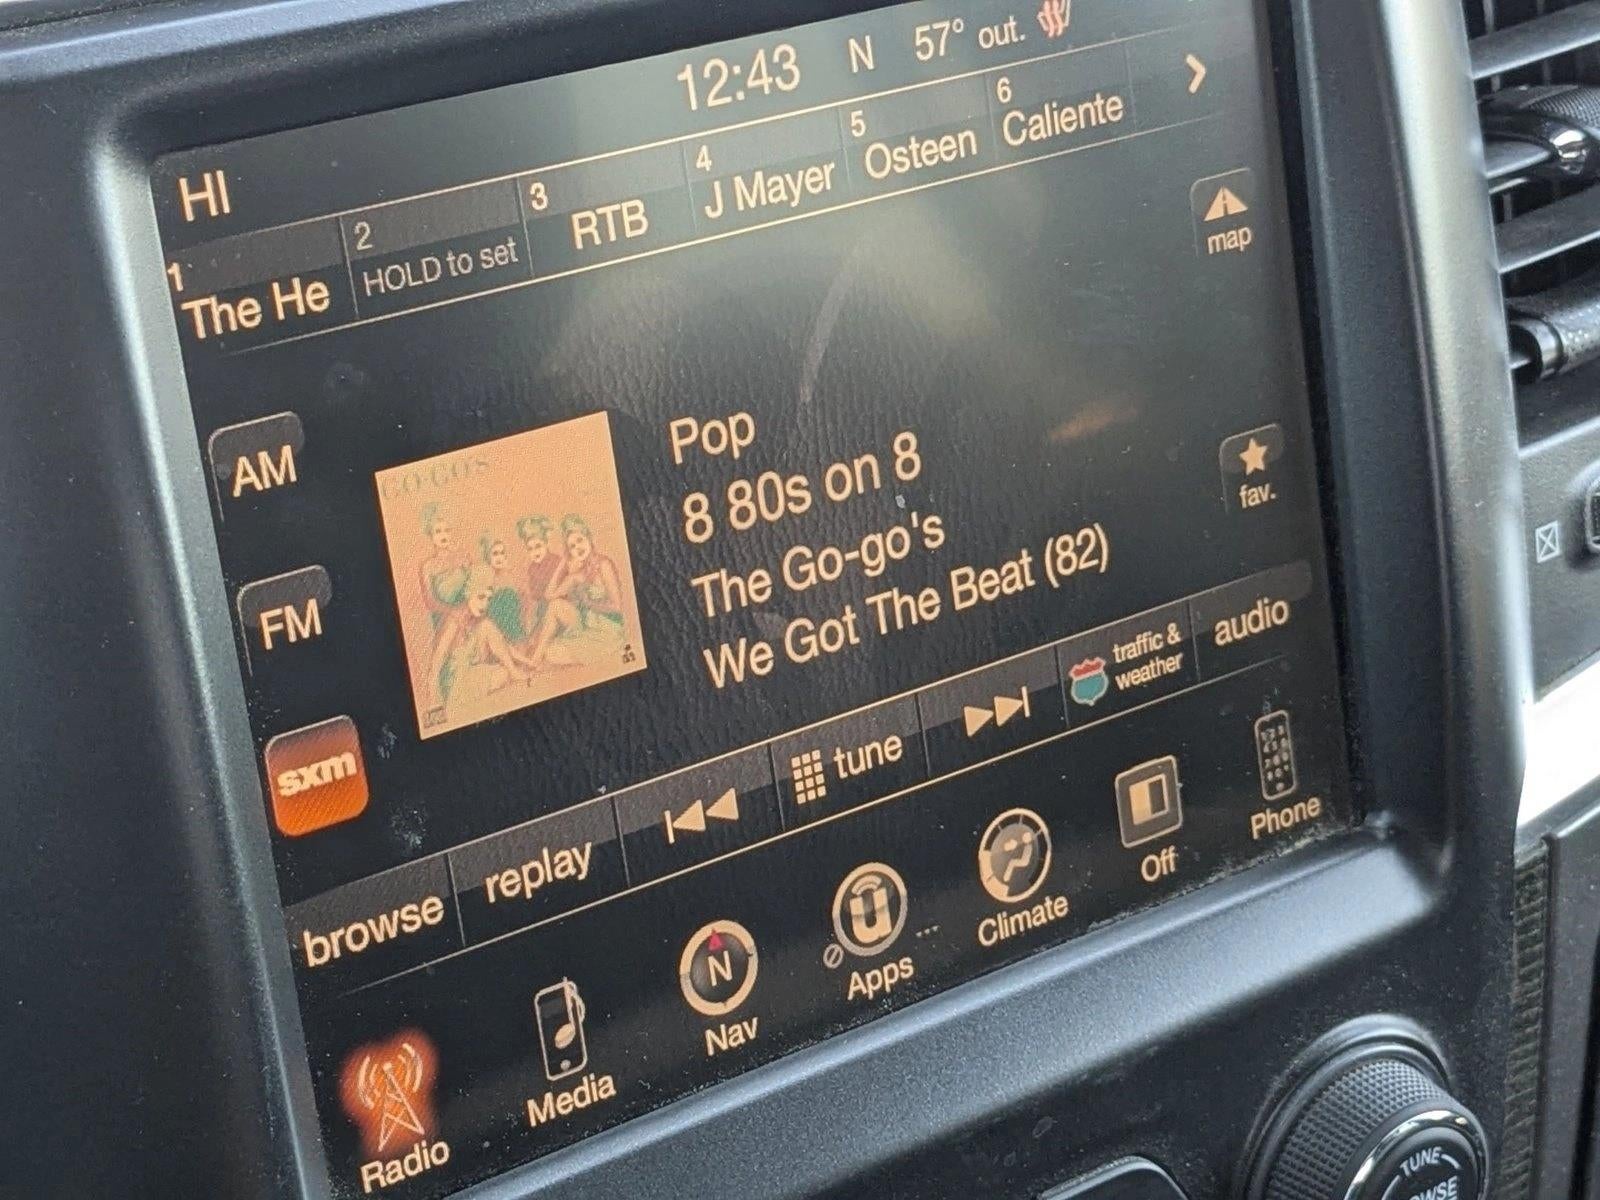 12:43 N 57° out.
HI
1 The He
2 HOLD to set
3 RTB
4 J Mayer
5 Osteen
6 Caliente
map
AM
FM
sxm
GO-GO'S
Pop
8 80s on 8
The Go-go's
We Got The Beat (82)
fav.
browse
replay
tune
traffic &
weather
audio
Radio
Media
N
Nav
u
Apps
...
Climate
Off
Phone
TUNE